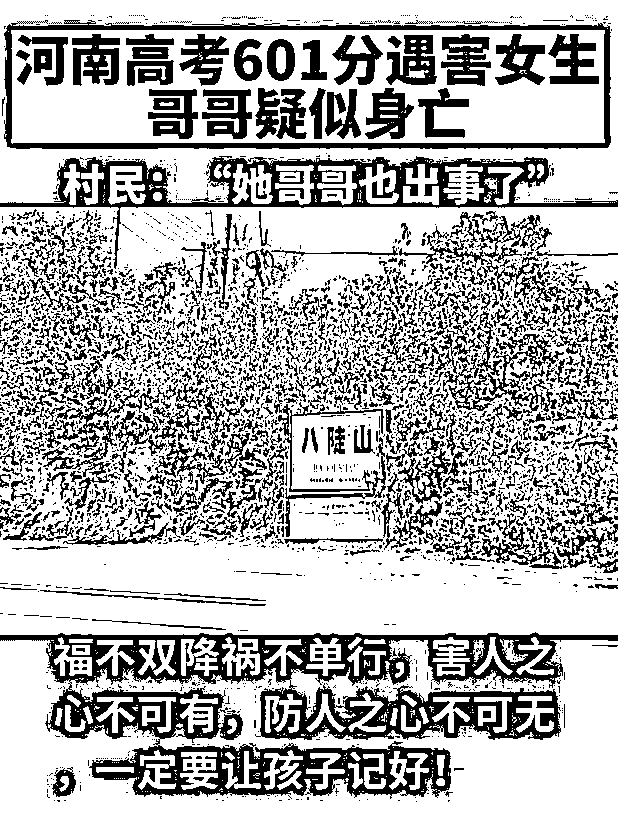 河南高考601分遇害女生
哥哥疑似身亡
村民：“她哥哥也出事了”
八陡山
福不双降祸不单行，害人之
心不可有，防人之心不可无
，一定要让孩子记好！